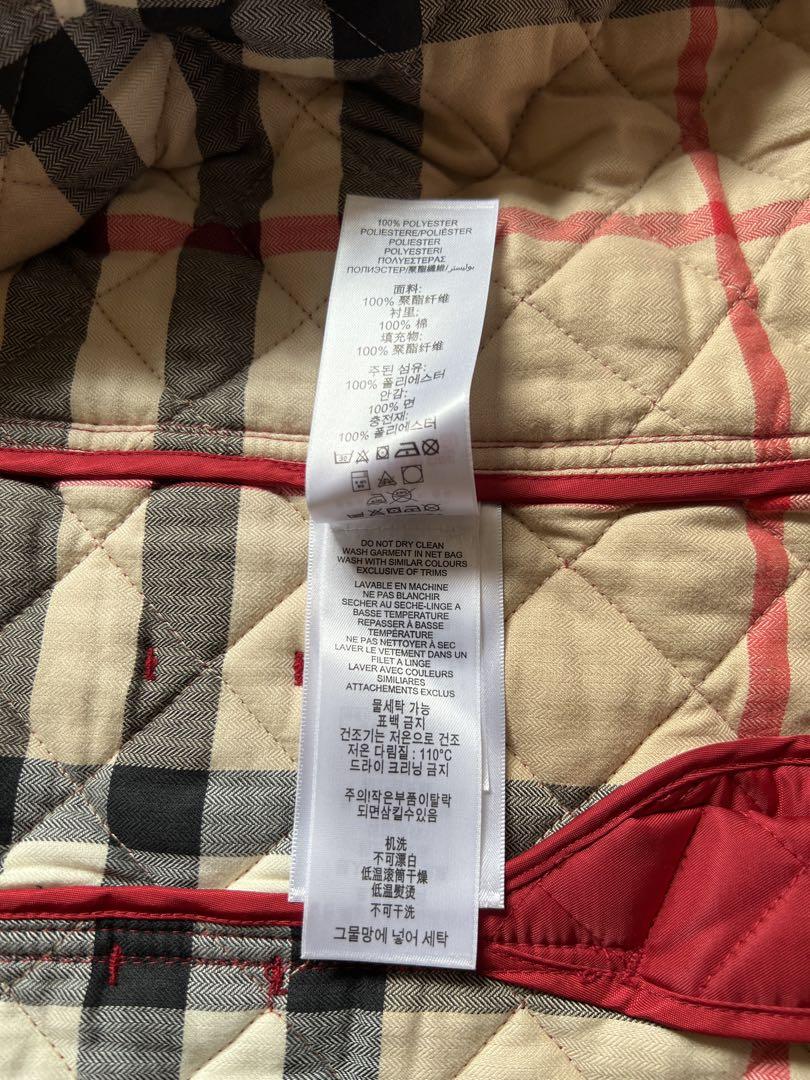 100% POLYESTER
POLIESTERE/POLIÉSTER
POLIESTER
POLYESTERI
ΠΟΛΥΕΣΤΕΡΑΣ
ПОЛИЭСТЕР/聚酯纖維/بوليستر
面料:
100% 聚酯纤维
衬里:
100% 棉
填充物:
100% 聚酯纤维
주된 섬유:
100% 폴리에스터
안감:
100% 면
충전재:
100% 폴리에스터
30
DO NOT DRY CLEAN
WASH GARMENT IN NET BAG
WASH WITH SIMILAR COLOURS
EXCLUSIVE OF TRIMS
LAVABLE EN MACHINE
NE PAS BLANCHIR
SECHER AU SECHE-LINGE A
BASSE TEMPERATURE
REPASSER À BASSE
TEMPÉRATURE
NE PAS NETTOYER À SEC
LAVER LE VETEMENT DANS UN
FILET A LINGE
LAVER AVEC COULEURS
SIMILIARES
ATTACHEMENTS EXCLUS
물세탁 가능
표백 금지
건조기는 저온으로 건조
저온 다림질 : 110°C
드라이 크리닝 금지
주의!작은부품이탈락
되면삼킬수있음
机洗
不可漂白
低温滚筒干燥
低温熨烫
不可干洗
그물망에 넣어 세탁